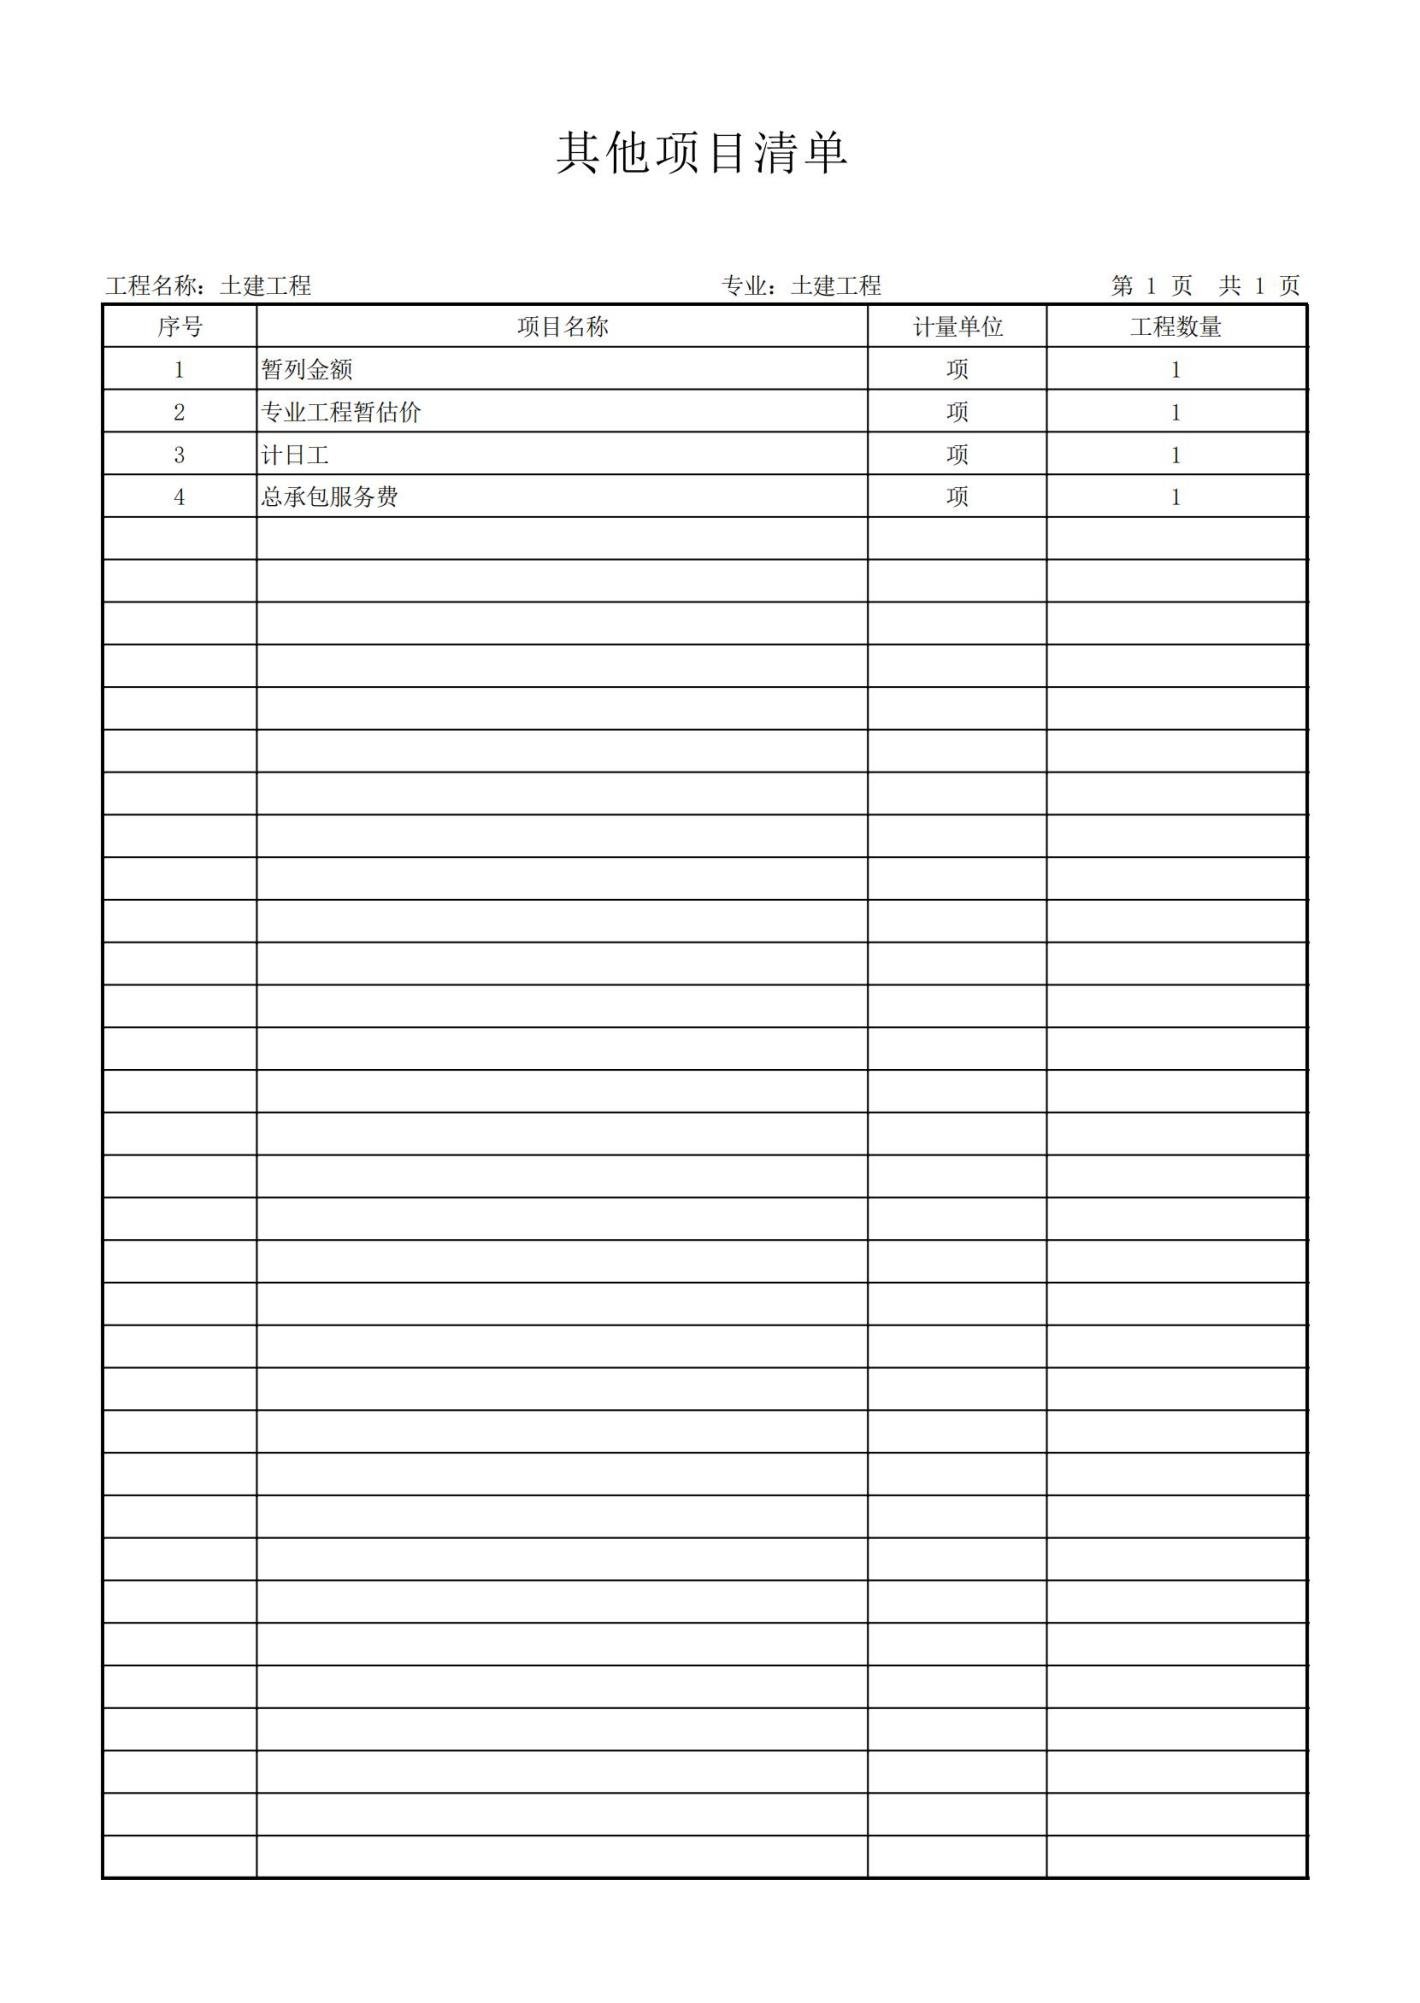 其他项目清单
工程名称：土建工程 专业：土建工程 第 1 页 共 1 页
序号 项目名称 计量单位 工程数量
1 暂列金额 项 1
2 专业工程暂估价 项 1
3 计日工 项 1
4 总承包服务费 项 1